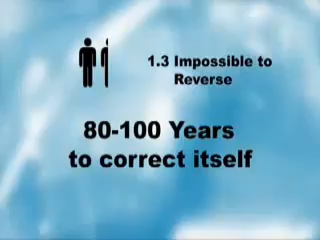 1.3 Impossible to
Reverse
80-100 Years
to correct itself